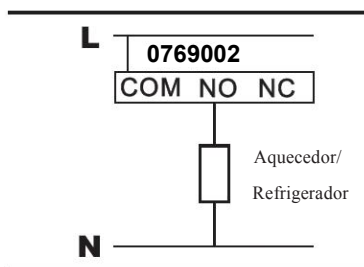 L
0769002
COM NO NC
Aquecedor/
Refrigerador
N